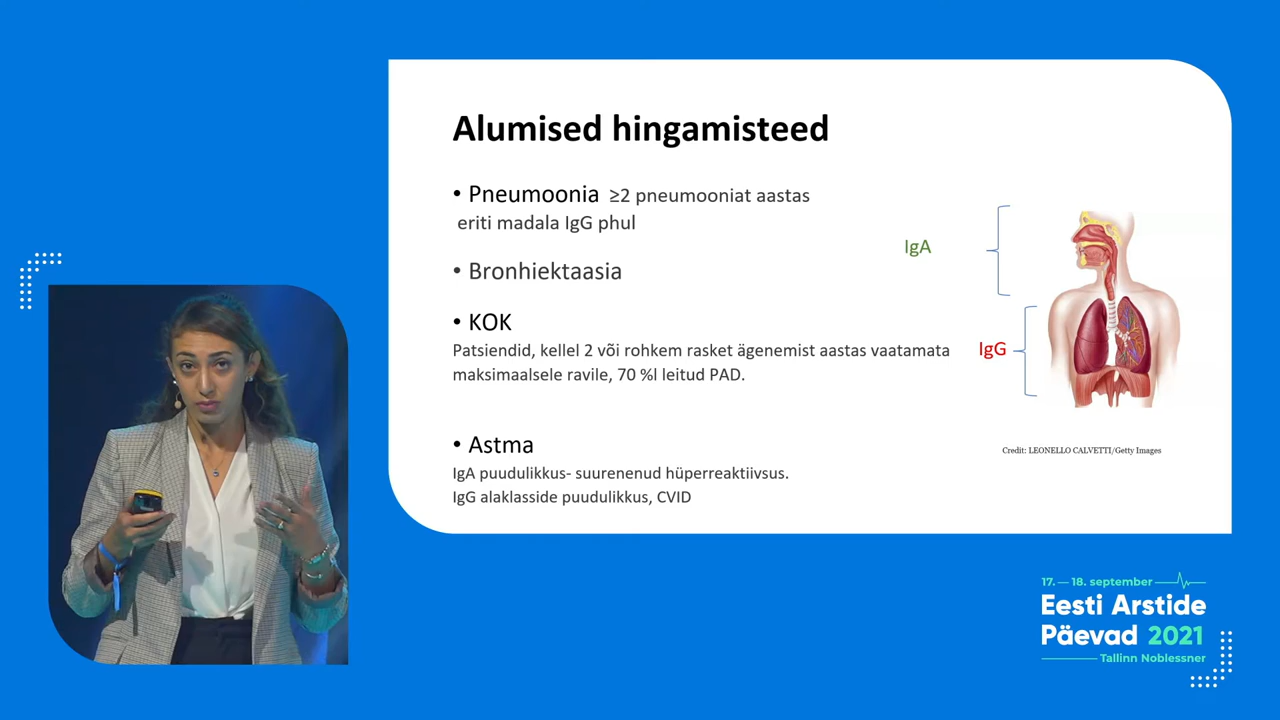 Alumised hingamisteed
• Pneumoonia ≥2 pneumooniat aastas
eriti madala IgG phul
• Bronhiektaasia
• KOK
Patsiendid, kellel 2 või rohkem rasket ägenemist aastas vaatamata
maksimaalsele ravile, 70 %l leitud PAD.
• Astma
IgA puudulikkus- suurenenud hüperreaktiivsus.
IgG alaklasside puudulikkus, CVID
IgA
IgG
Credit: LEONELLO CALVETTI/Getty Images
17. — 18. september
Eesti Arstide
Päevad 2021
Tallinn Noblessner